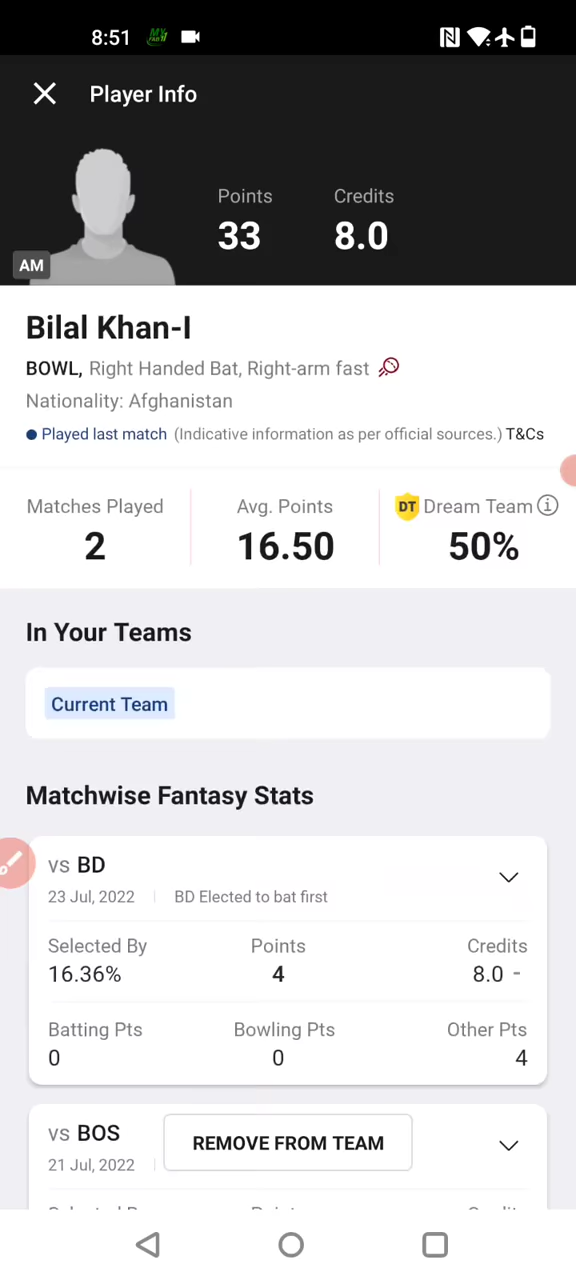 8:51
Player Info
Points
Credits
33
8.0
AM
Bilal Khan-I
BOWL, Right Handed Bat, Right-arm fast
Nationality: Afghanistan
Played last match (Indicative information as per official sources.) T&Cs
Matches Played
Avg. Points
DT Dream Team
2
16.50
50%
In Your Teams
Current Team
Matchwise Fantasy Stats
vs BD
23 Jul, 2022
BD Elected to bat first
Selected By
Points
Credits
16.36%
4
8.0 -
Batting Pts
Bowling Pts
Other Pts
0
0
4
vs BOS
21 Jul, 2022
REMOVE FROM TEAM